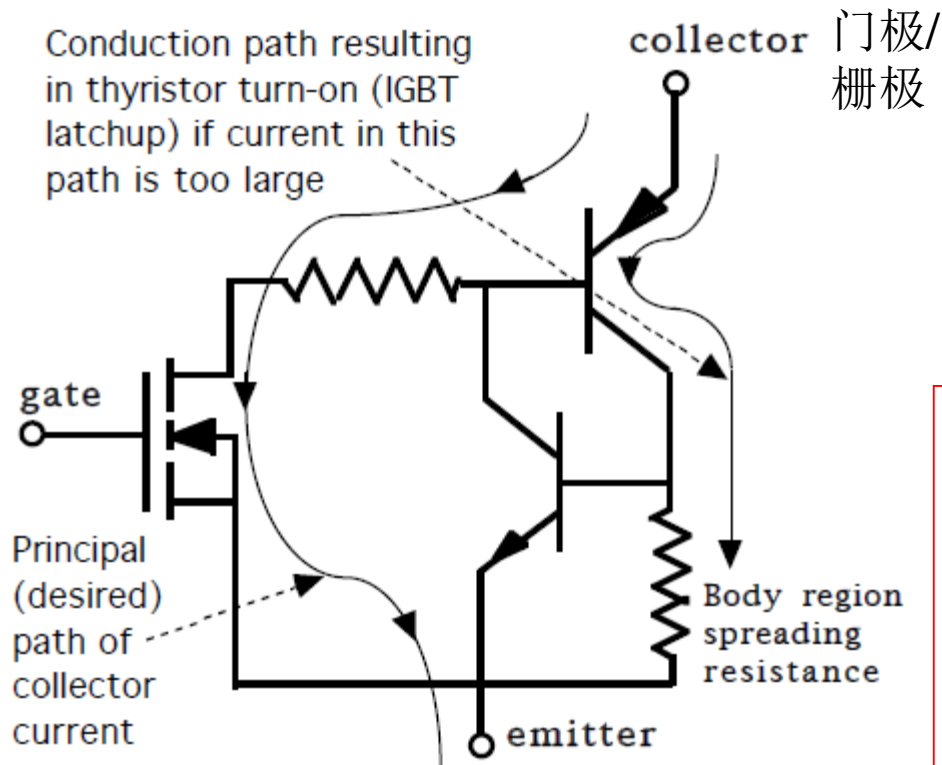 Conduction path resulting
in thyristor turn-on (IGBT
latchup) if current in this
path is too large
collector
门极/
栅极
gate
Principal
(desired)
path of
collector
current
Body region
spreading
resistance
emitter